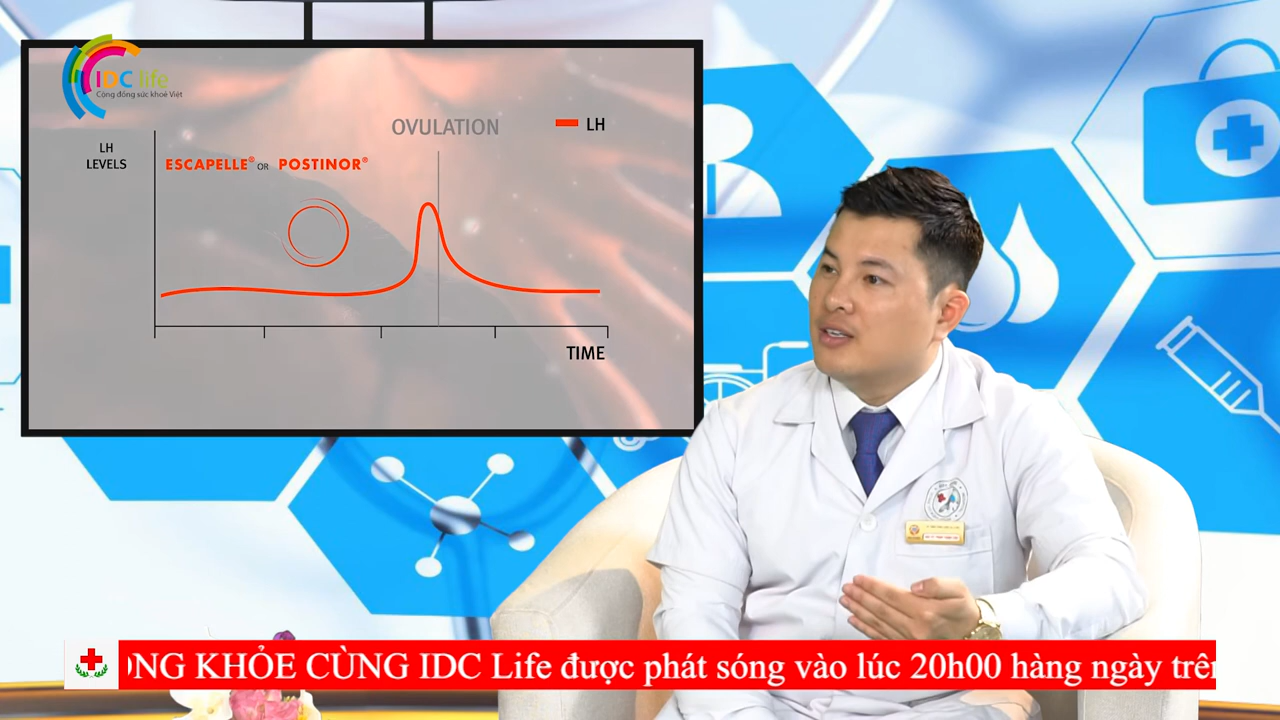 IDC life
Cộng đồng sức khoẻ Việt
OVULATION
LH
LH
LEVELS
ESCAPELLE® OR POSTINOR®
TIME
ỐNG KHỎE CÙNG IDC Life được phát sóng vào lúc 20h00 hàng ngày trên